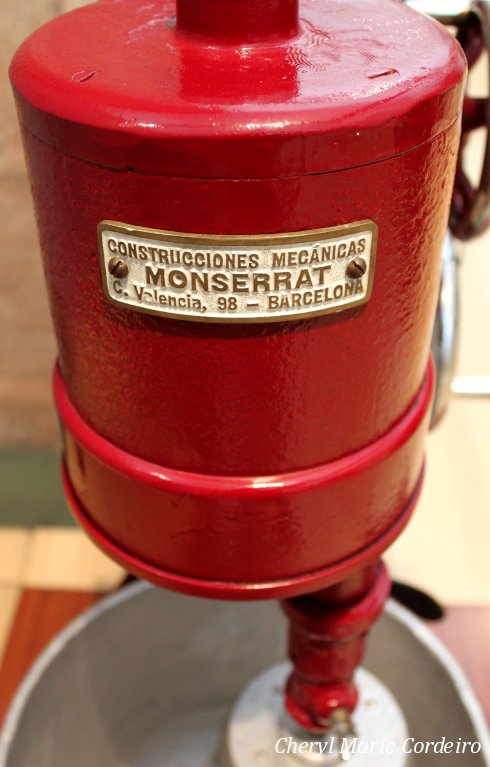 CONSTRUCCIONES MECÁNICAS
MONSERRAT
C. Valencia, 98 – BARCELONA
Cheryl Marie Cordeiro